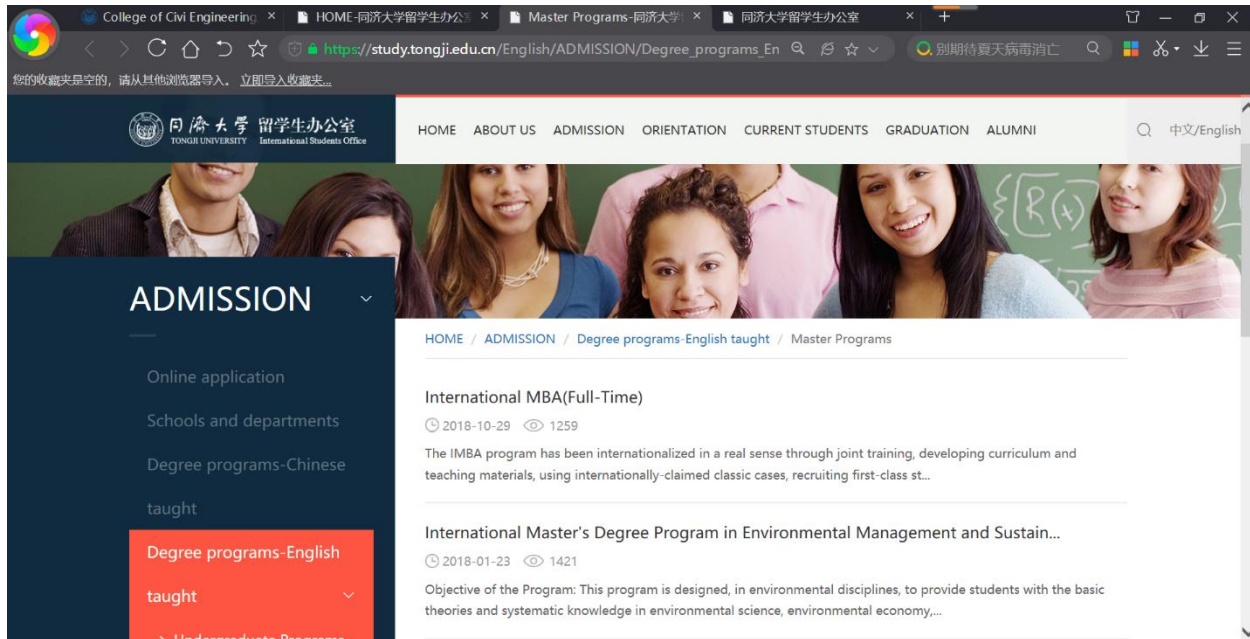 College of Civi Engineering,
HOME-同济大学留学生办公
Master Programs-同济大学
同济大学留学生办公室
https://study.tongji.edu.cn/English/ADMISSION/Degree_programs_En
别期待夏天病毒消亡
您的收藏夹是空的，请从其他浏览器导入。 立即导入收藏夹...
同济大学 留学生办公室
TONGJI UNIVERSITY International Students Office
HOME ABOUT US ADMISSION ORIENTATION CURRENT STUDENTS GRADUATION ALUMNI
中文/English
{R(x)
ADMISSION
HOME / ADMISSION / Degree programs-English taught / Master Programs
Online application
Schools and departments
Degree programs-Chinese
taught
Degree programs-English
taught
> Undergraduate Programs
International MBA(Full-Time)
2018-10-29 1259
The IMBA program has been internationalized in a real sense through joint training, developing curriculum and
teaching materials, using internationally-claimed classic cases, recruiting first-class st...
International Master's Degree Program in Environmental Management and Sustain...
2018-01-23 1421
Objective of the Program: This program is designed, in environmental disciplines, to provide students with the basic
theories and systematic knowledge in environmental science, environmental economy,...